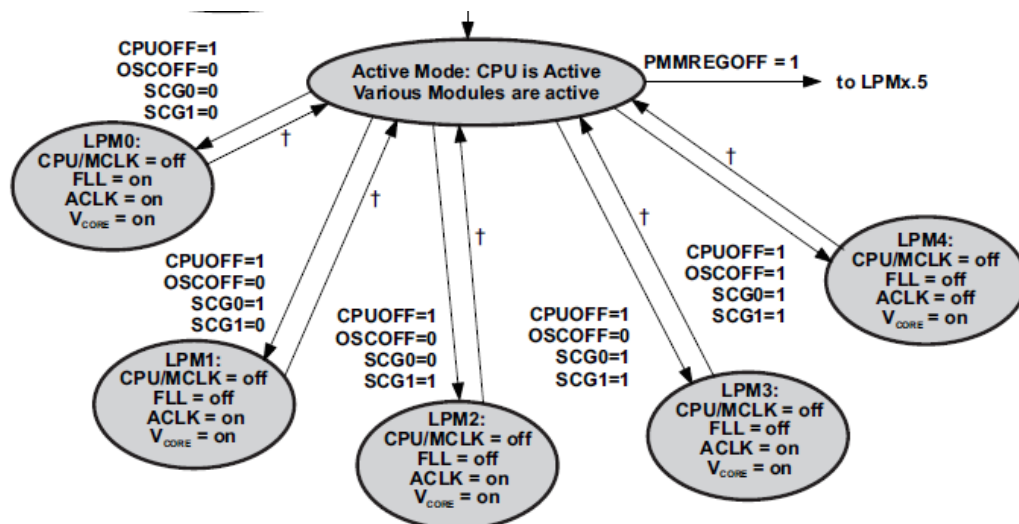 CPUOFF=1
OSCOFF=0
SCG0=0
SCG1=0
Active Mode: CPU is Active
Various Modules are active
PMMREGOFF = 1
to LPMx.5
†
†
†
†
†
LPM0:
CPU/MCLK = off
FLL = on
ACLK = on
VCORE = on
CPUOFF=1
OSCOFF=0
SCG0=1
SCG1=0
CPUOFF=1
OSCOFF=0
SCG0=0
SCG1=1
CPUOFF=1
OSCOFF=0
SCG0=1
SCG1=1
CPUOFF=1
OSCOFF=1
SCG0=1
SCG1=1
LPM4:
CPU/MCLK = off
FLL = off
ACLK = off
VCORE = on
LPM1:
CPU/MCLK = off
FLL = off
ACLK = on
VCORE = on
LPM2:
CPU/MCLK = off
FLL = off
ACLK = on
VCORE = on
LPM3:
CPU/MCLK = off
FLL = off
ACLK = on
VCORE = on